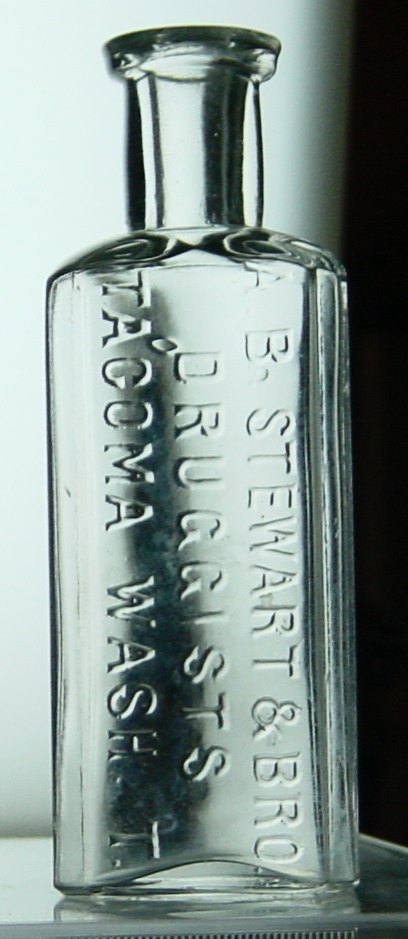 A. B. STEWART & BRO.
DRUGGISTS
TACOMA WASH. T.